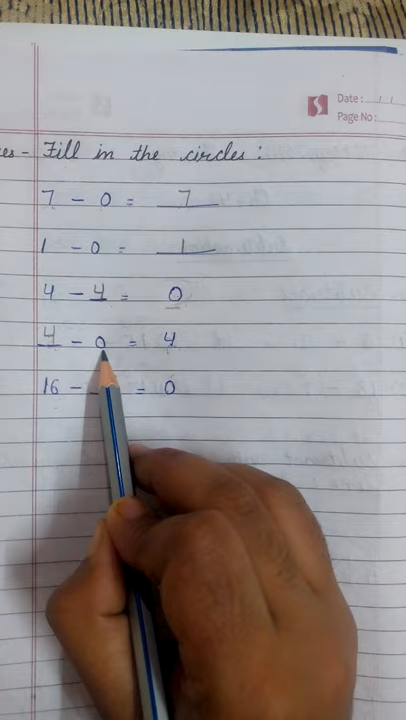 Date: / /
Page No:
es - Fill in the circles :
7 - 0 = 7
1 - 0 = 1
4 - 4 = 0
4 - 0 = 4
16 - = 0